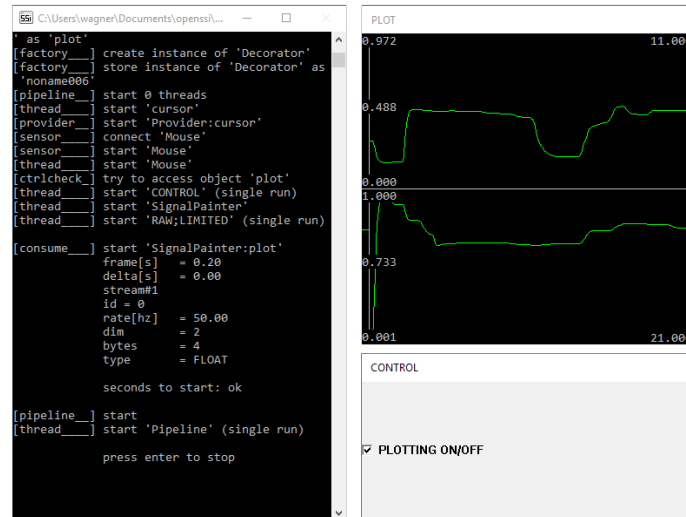 SSi C:\Users\wagner\Documents\openssi\...
' as 'plot'
[factory___] create instance of 'Decorator'
[factory___] store instance of 'Decorator' as
'noname006'
[pipeline__] start 0 threads
[thread____] start 'cursor'
[provider__] start 'Provider:cursor'
[sensor____] connect 'Mouse'
[sensor____] start 'Mouse'
[thread____] start 'Mouse'
[ctrlcheck_] try to access object 'plot'
[thread____] start 'CONTROL' (single run)
[thread____] start 'SignalPainter'
[thread____] start 'RAW;LIMITED' (single run)
[consume___] start 'SignalPainter:plot'
frame[s] = 0.20
delta[s] = 0.00
stream#1
id = 0
rate[hz] = 50.00
dim = 2
bytes = 4
type = FLOAT
seconds to start: ok
[pipeline__] start
[thread____] start 'Pipeline' (single run)
press enter to stop
PLOT
0.972 11.00
0.488
0.000
1.000
0.733
0.001 21.00
CONTROL
PLOTTING ON/OFF